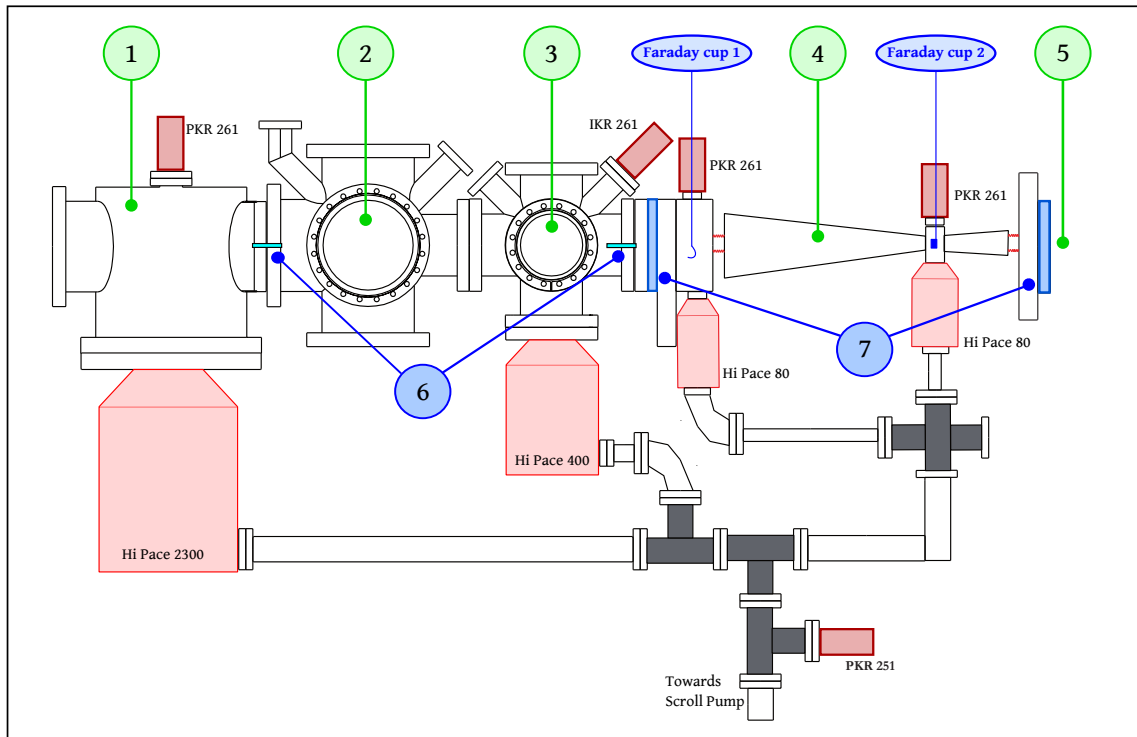 1
2
3
Faraday cup 1
4
Faraday cup 2
5
PKR 261
IKR 261
PKR 261
PKR 261
6
7
Hi Pace 80
Hi Pace 80
Hi Pace 400
Hi Pace 2300
PKR 251
Towards
Scroll Pump